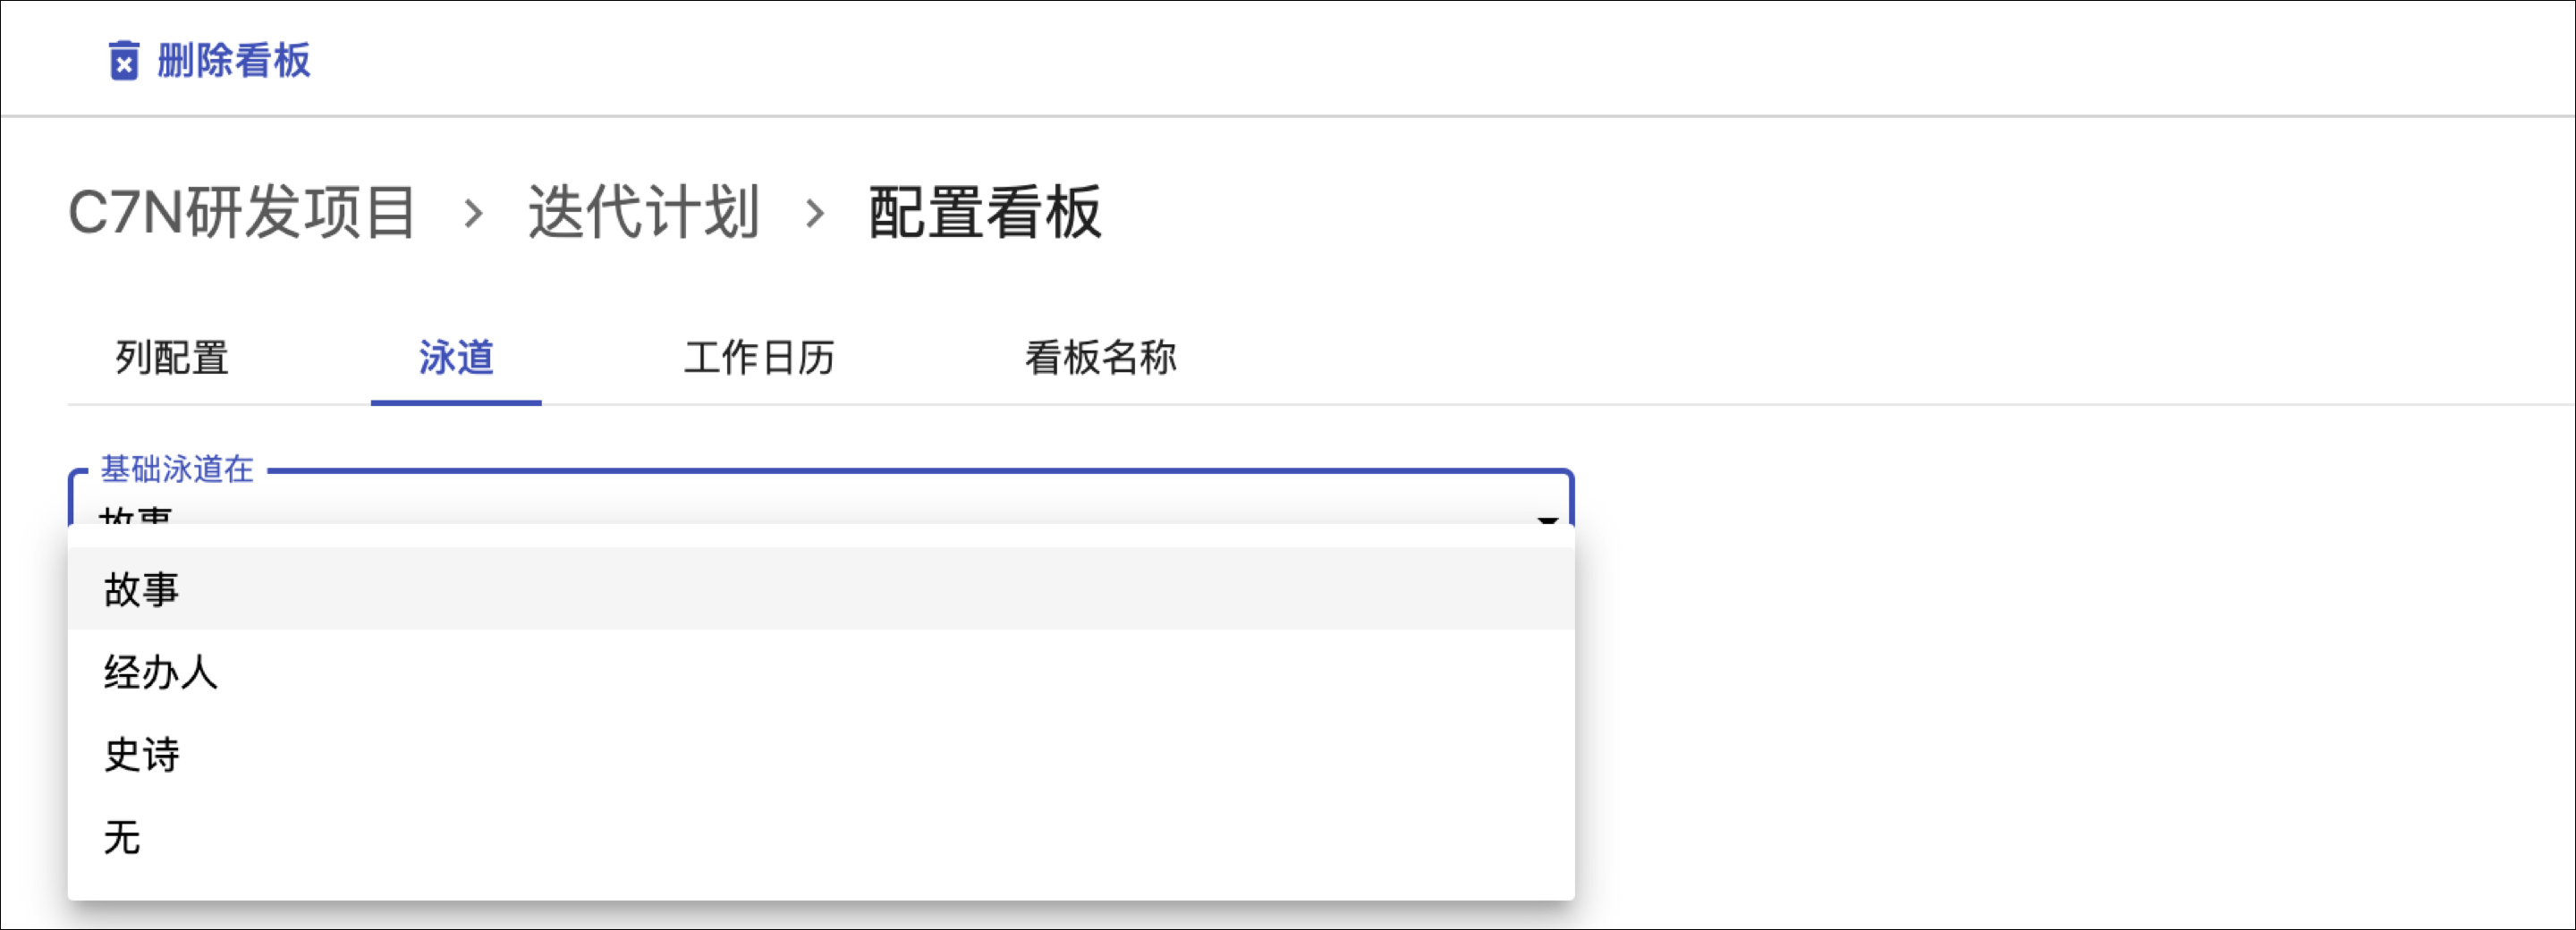 删除看板
C7N研发项目 > 迭代计划 > 配置看板
列配置 泳道 工作日历 看板名称
基础泳道在
故事
故事
经办人
史诗
无